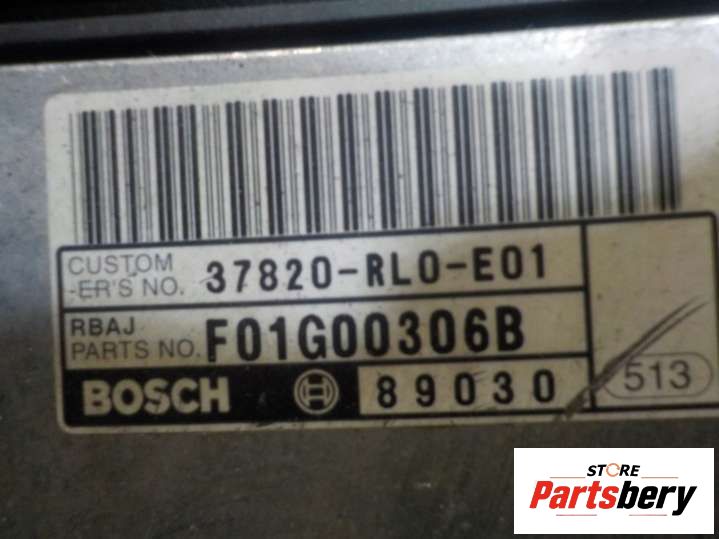 CUSTOM
-ER'S NO. 37820-RL0-E01
RBAJ
PARTS NO. F01G00306B
BOSCH 89030 513
STORE
Partsbery